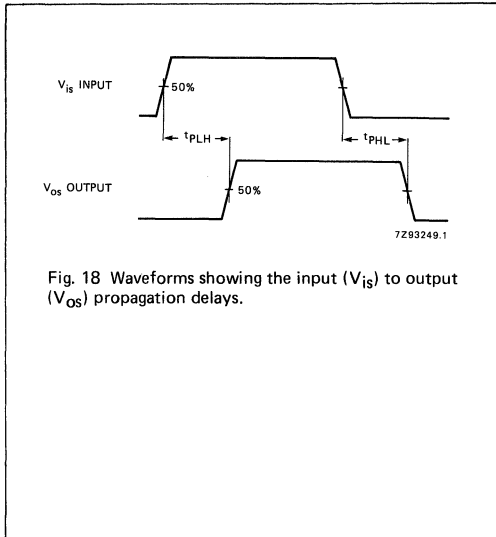 Vis INPUT
50%
tPLH
tPHL
Vos OUTPUT
50%
7Z93249.1
Fig. 18 Waveforms showing the input (Vis) to output
(Vos) propagation delays.